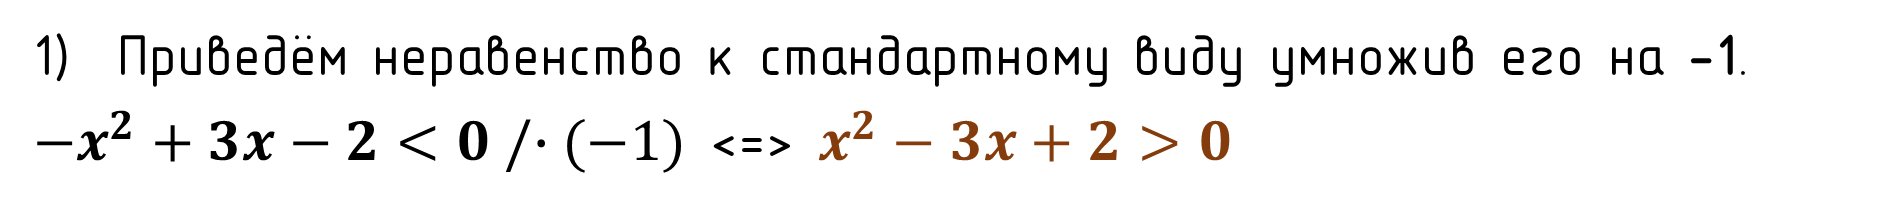 1) Приведём неравенство к стандартному виду умножив его на -1.
−x² + 3x − 2 < 0 /· (−1) <=> x² − 3x + 2 > 0